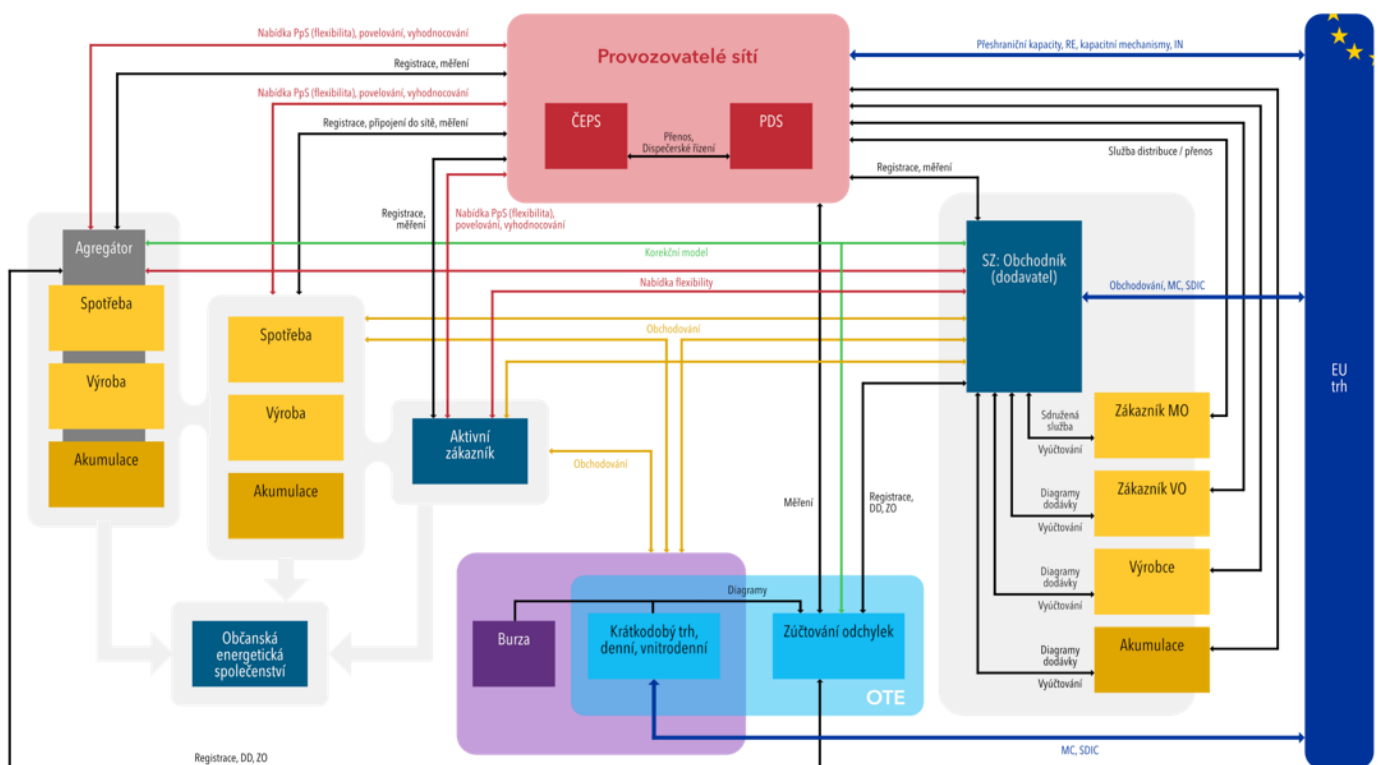 Nabídka PpS (flexibilita), povelování, vyhodnocování
Registrace, měření
Nabídka PpS (flexibilita), povelování, vyhodnocování
Registrace, připojení do sítě, měření
Provozovatelé sítí
ČEPS
PDS
Přenos,
Dispečerské řízení
Přeshraniční kapacity, RE, kapacitní mechanismy, IN
Služba distribuce / přenos
Registrace, měření
Registrace,
měření
Nabídka PpS (flexibilita),
povelování, vyhodnocování
Agregátor
Spotřeba
Výroba
Akumulace
Spotřeba
Výroba
Akumulace
Korekční model
Nabídka flexibility
Obchodování
SZ: Obchodník
(dodavatel)
Obchodování, MC, SDIC
EU
trh
Aktivní
zákazník
Obchodování
Měření
Registrace,
DD, ZO
Sdružená
služba
Vyúčtování
Zákazník MO
Diagramy
dodávky
Vyúčtování
Zákazník VO
Diagramy
dodávky
Vyúčtování
Výrobce
Diagramy
dodávky
Vyúčtování
Akumulace
Občanská
energetická
společenství
Diagramy
Burza
Krátkodobý trh,
denní, vnitrodenní
Zúčtování odchylek
OTE
MC, SDIC
Registrace, DD, ZO